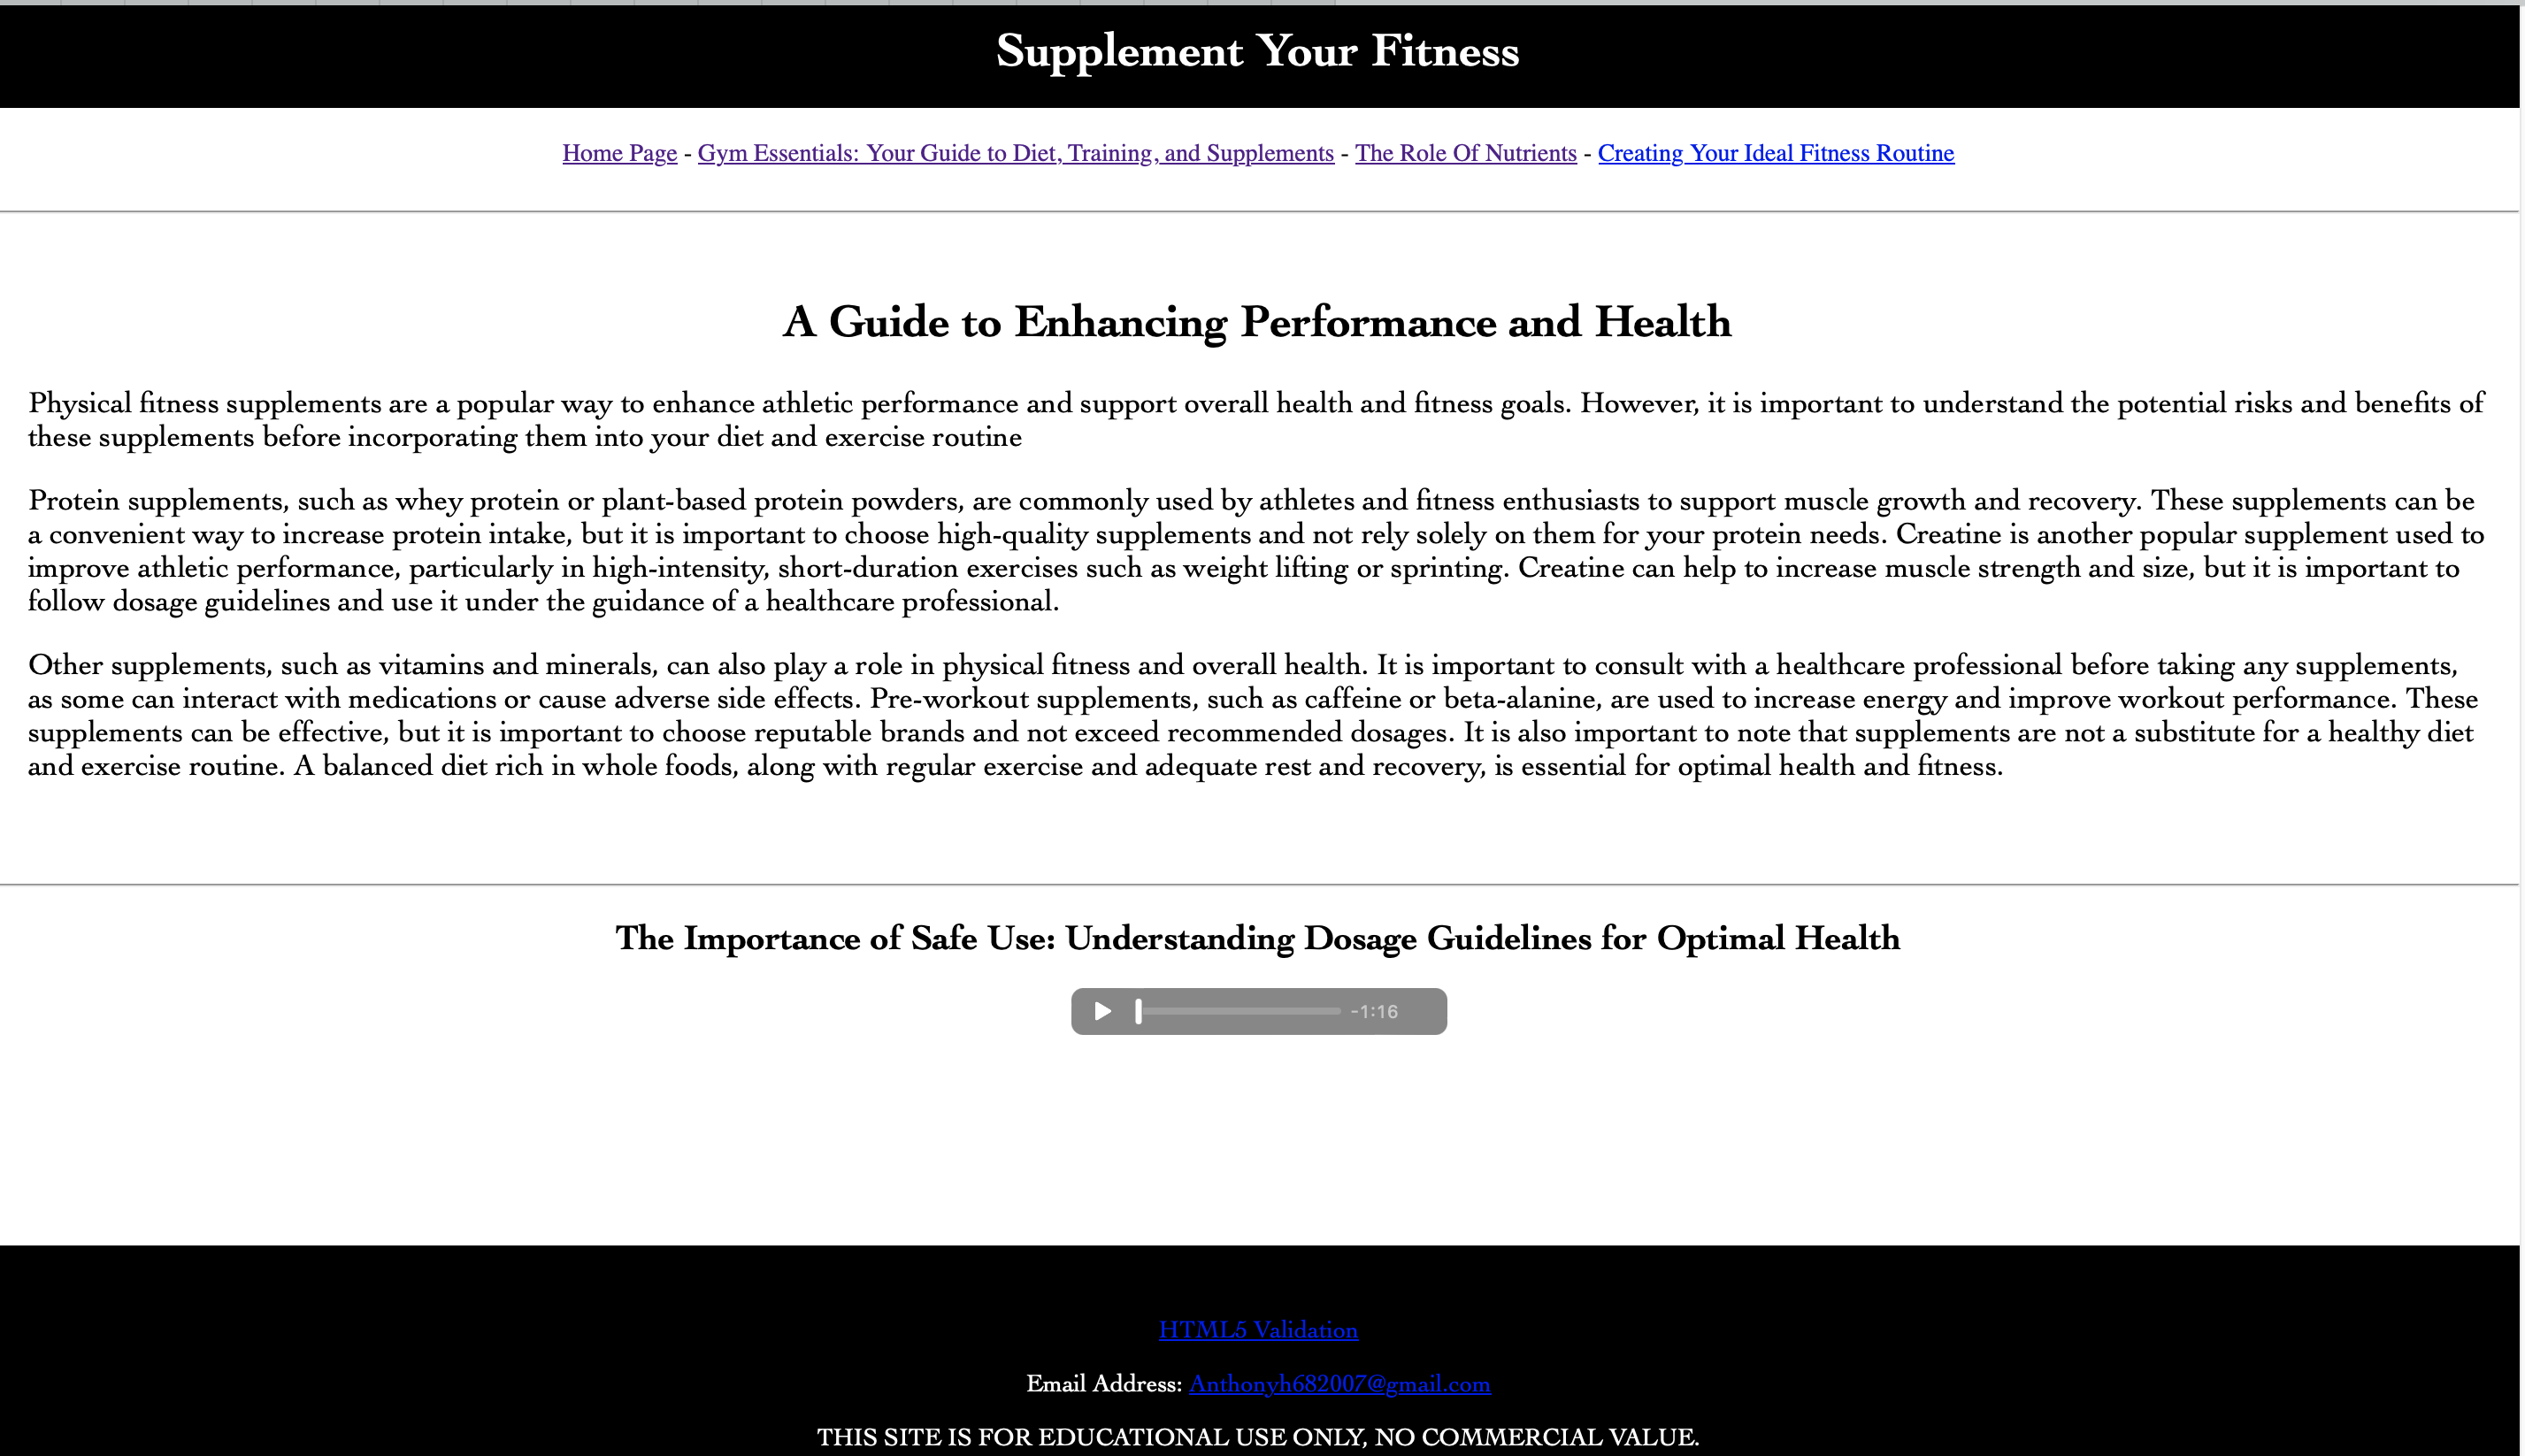 Supplement Your Fitness
Home Page - Gym Essentials: Your Guide to Diet, Training, and Supplements - The Role Of Nutrients - Creating Your Ideal Fitness Routine
A Guide to Enhancing Performance and Health
Physical fitness supplements are a popular way to enhance athletic performance and support overall health and fitness goals. However, it is important to understand the potential risks and benefits of
these supplements before incorporating them into your diet and exercise routine
Protein supplements, such as whey protein or plant-based protein powders, are commonly used by athletes and fitness enthusiasts to support muscle growth and recovery. These supplements can be
a convenient way to increase protein intake, but it is important to choose high-quality supplements and not rely solely on them for your protein needs. Creatine is another popular supplement used to
improve athletic performance, particularly in high-intensity, short-duration exercises such as weight lifting or sprinting. Creatine can help to increase muscle strength and size, but it is important to
follow dosage guidelines and use it under the guidance of a healthcare professional.
Other supplements, such as vitamins and minerals, can also play a role in physical fitness and overall health. It is important to consult with a healthcare professional before taking any supplements,
as some can interact with medications or cause adverse side effects. Pre-workout supplements, such as caffeine or beta-alanine, are used to increase energy and improve workout performance. These
supplements can be effective, but it is important to choose reputable brands and not exceed recommended dosages. It is also important to note that supplements are not a substitute for a healthy diet
and exercise routine. A balanced diet rich in whole foods, along with regular exercise and adequate rest and recovery, is essential for optimal health and fitness.
The Importance of Safe Use: Understanding Dosage Guidelines for Optimal Health
-1:16
HTML5 Validation
Email Address: Anthonyh682007@gmail.com
THIS SITE IS FOR EDUCATIONAL USE ONLY, NO COMMERCIAL VALUE.